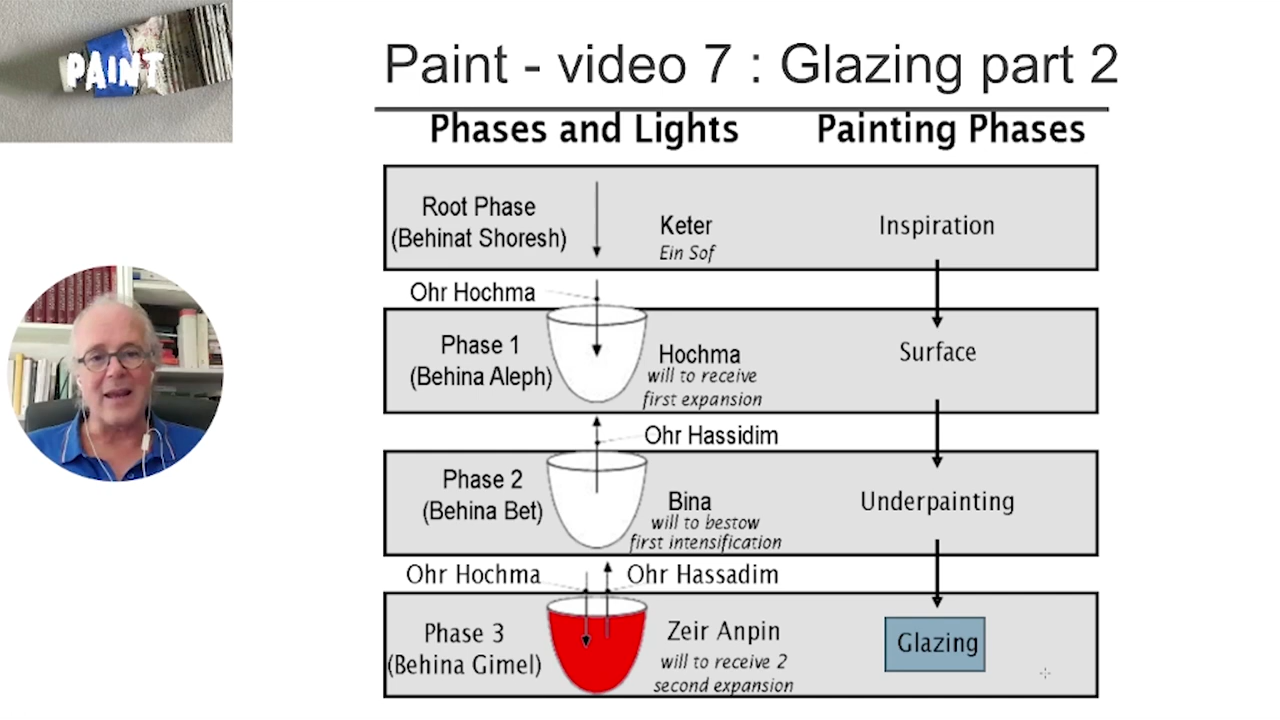 PAINT
Paint - video 7 : Glazing part 2
Phases and Lights
Painting Phases
Root Phase
(Behinat Shoresh)
Keter
Ein Sof
Inspiration
Ohr Hochma
Phase 1
(Behina Aleph)
Hochma
will to receive
first expansion
Surface
Ohr Hassidim
Phase 2
(Behina Bet)
Bina
will to bestow
first intensification
Underpainting
Ohr Hochma
Ohr Hassadim
Phase 3
(Behina Gimel)
Zeir Anpin
will to receive 2
second expansion
Glazing